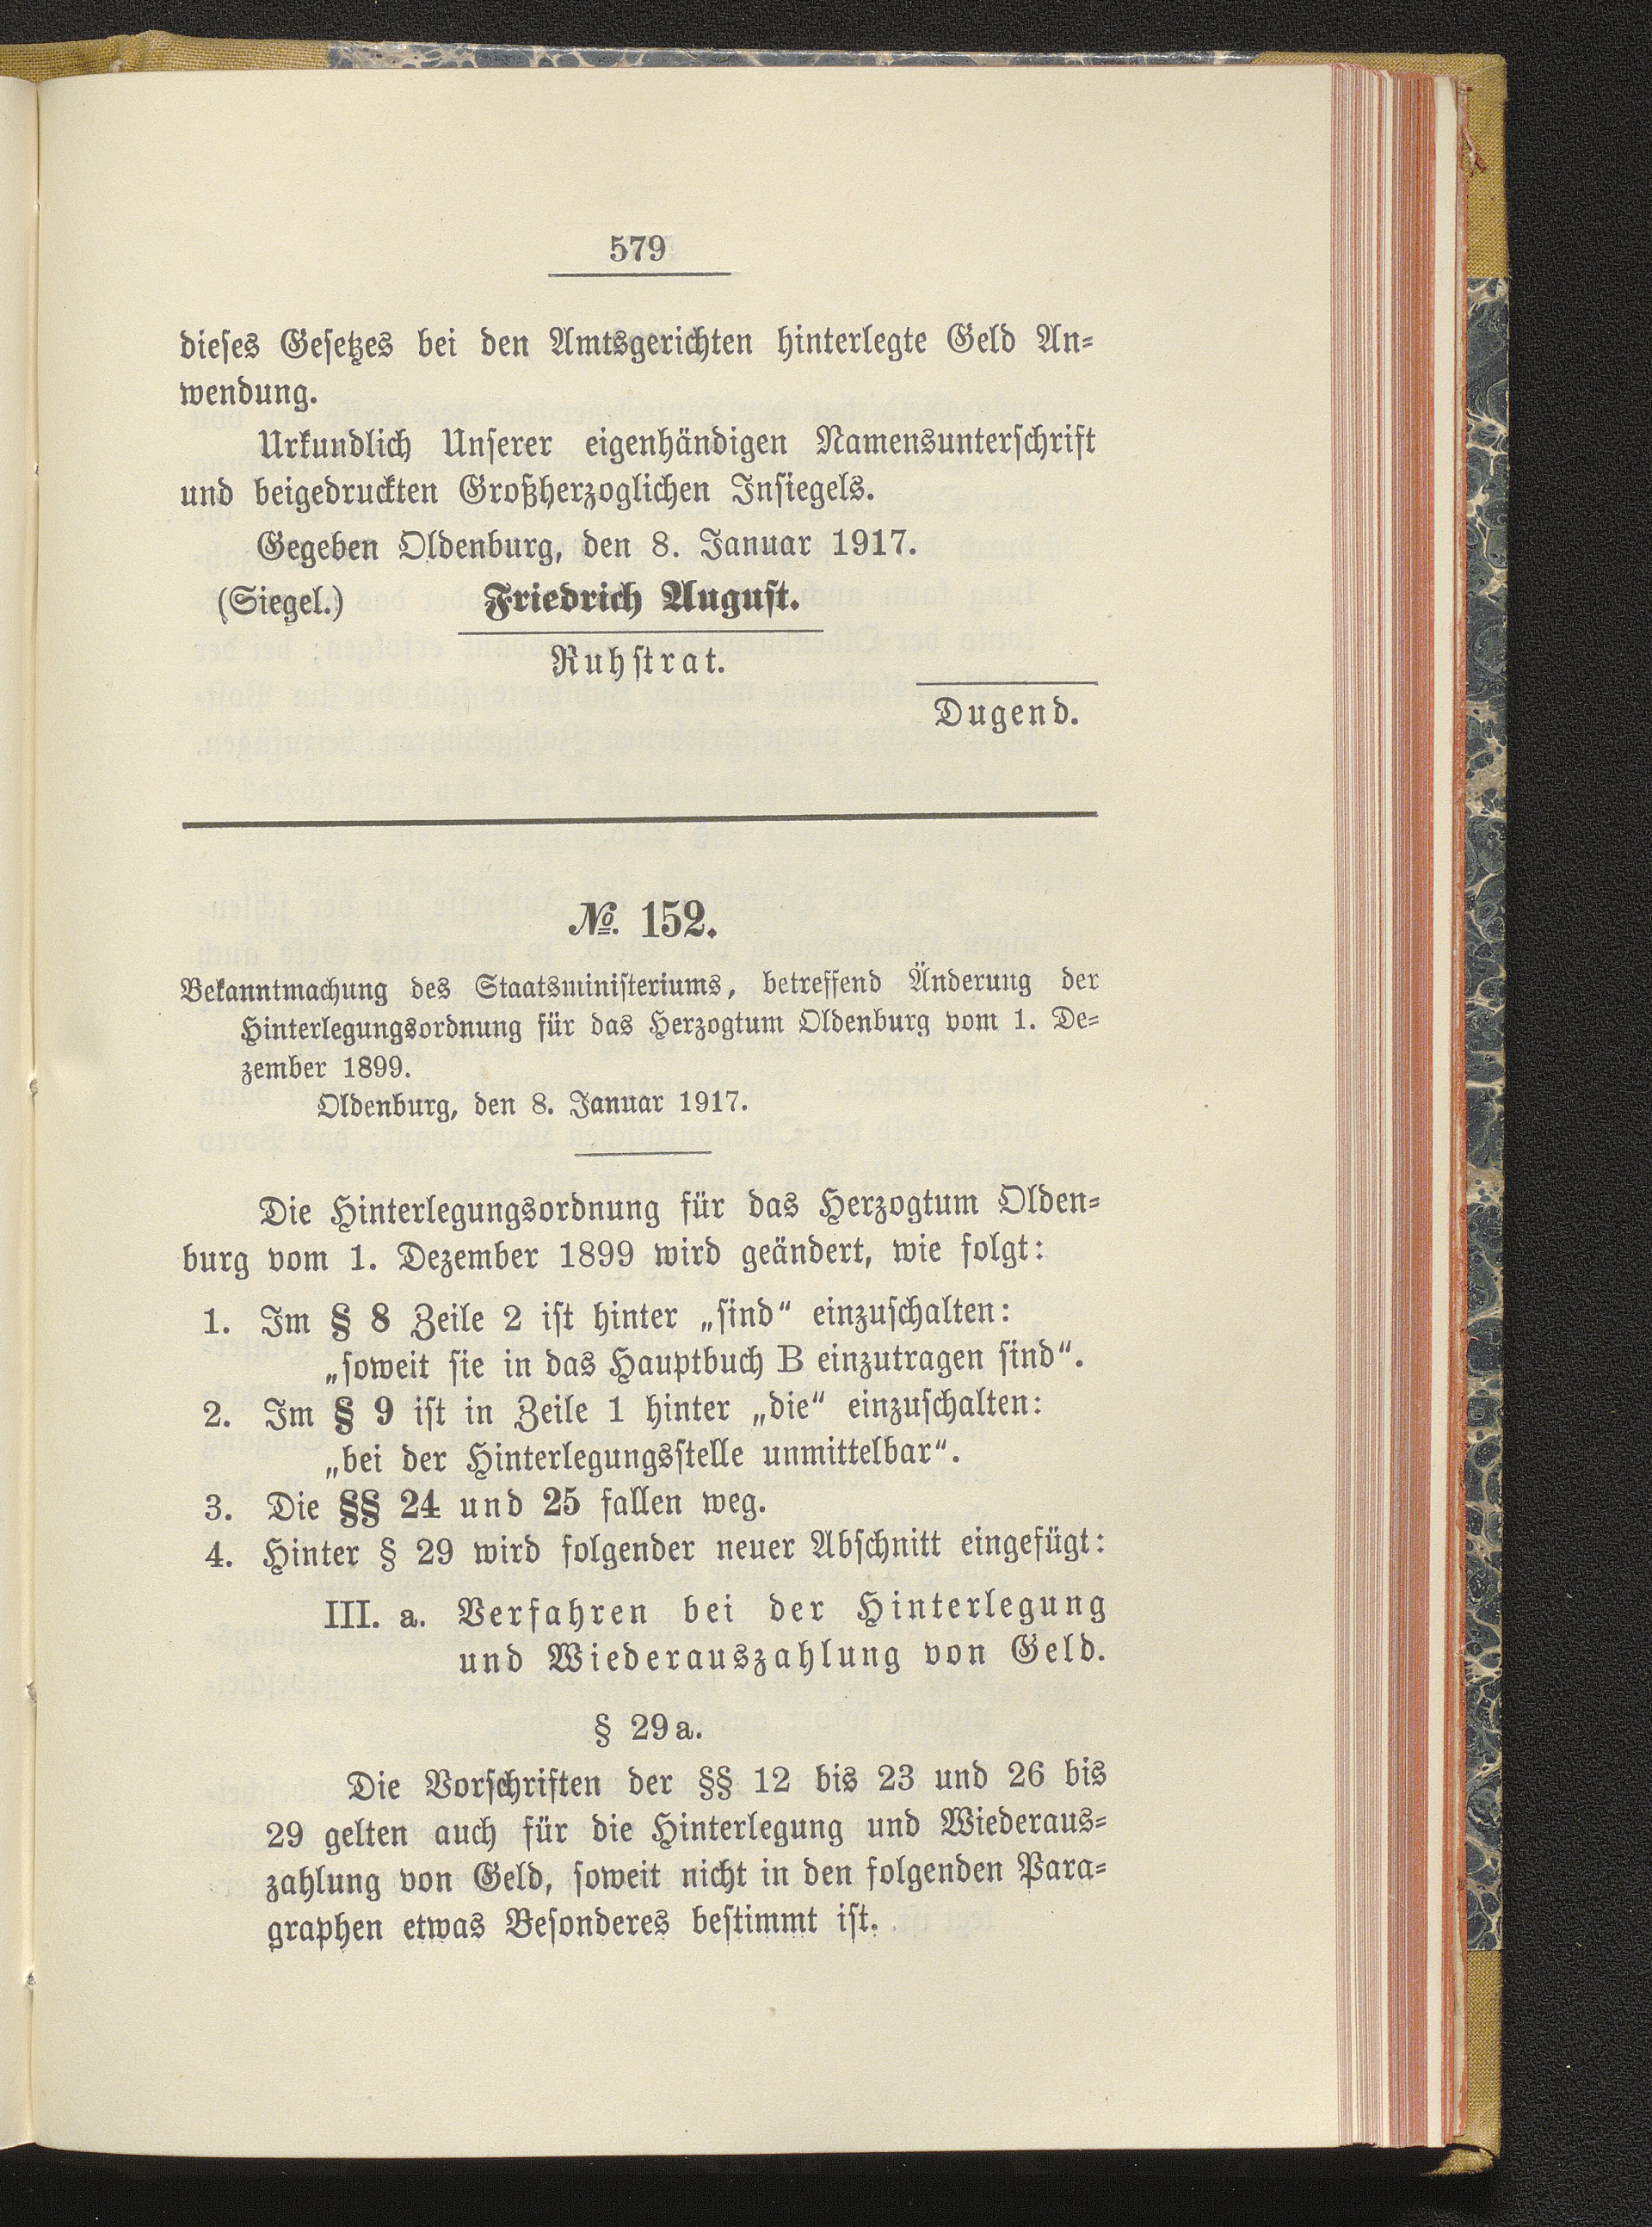 579
dieses Gesetzes bei den Amtsgerichten hinterlegte Geld An=
wendung.
Urkundlich Unserer eigenhändigen Namensunterschrift
und beigedruckten Großherzoglichen Insiegels.
Gegeben Oldenburg, den 8. Januar 1917.
(Siegel.) Friedrich August.
Ruhstrat.
Dugend.
№. 152.
Bekanntmachung des Staatsministeriums, betreffend Änderung der
Hinterlegungsordnung für das Herzogtum Oldenburg vom 1. De=
zember 1899.
Oldenburg, den 8. Januar 1917.
Die Hinterlegungsordnung für das Herzogtum Olden=
burg vom 1. Dezember 1899 wird geändert, wie folgt:
1. Im § 8 Zeile 2 ist hinter „sind“ einzuschalten:
„soweit sie in das Hauptbuch B einzutragen sind“.
2. Im § 9 ist in Zeile 1 hinter „die“ einzuschalten:
„bei der Hinterlegungsstelle unmittelbar“.
3. Die §§ 24 und 25 fallen weg.
4. Hinter § 29 wird folgender neuer Abschnitt eingefügt:
III. a. Verfahren bei der Hinterlegung
und Wiederauszahlung von Geld.
§ 29 a.
Die Vorschriften der §§ 12 bis 23 und 26 bis
29 gelten auch für die Hinterlegung und Wiederaus=
zahlung von Geld, soweit nicht in den folgenden Para=
graphen etwas Besonderes bestimmt ist.